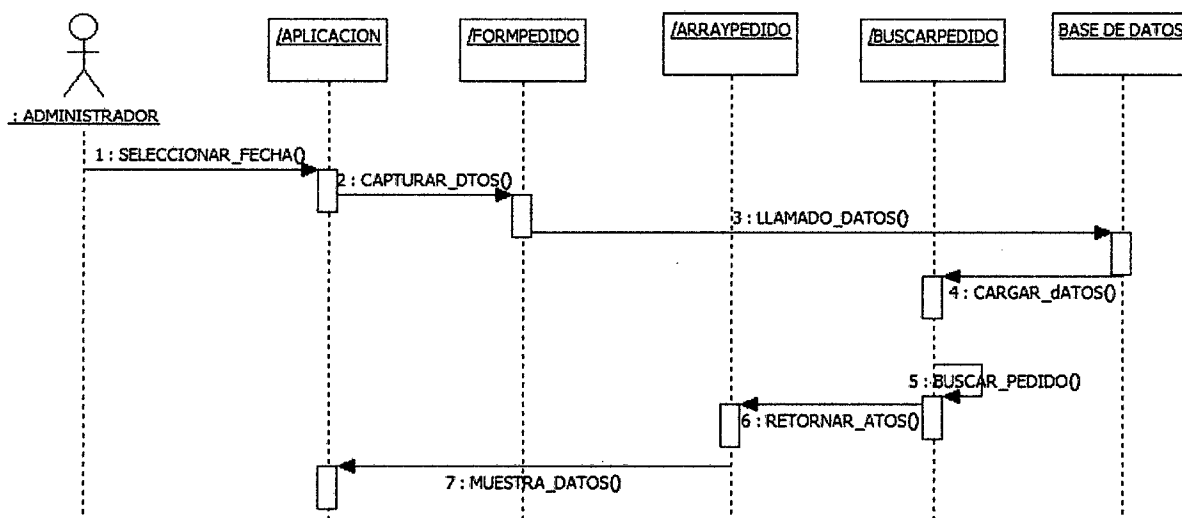 /APLICACION
/FORMPEDIDO
/ARRAYPEDIDO
/BUSCARPEDIDO
BASE DE DATOS
: ADMINISTRADOR
1 : SELECCIONAR_FECHA()
2 : CAPTURAR_DTOS()
3 : LLAMADO_DATOS()
4 : CARGAR_dATOS()
5 : BUSCAR_PEDIDO()
6 : RETORNAR_ATOS()
7 : MUESTRA_DATOS()